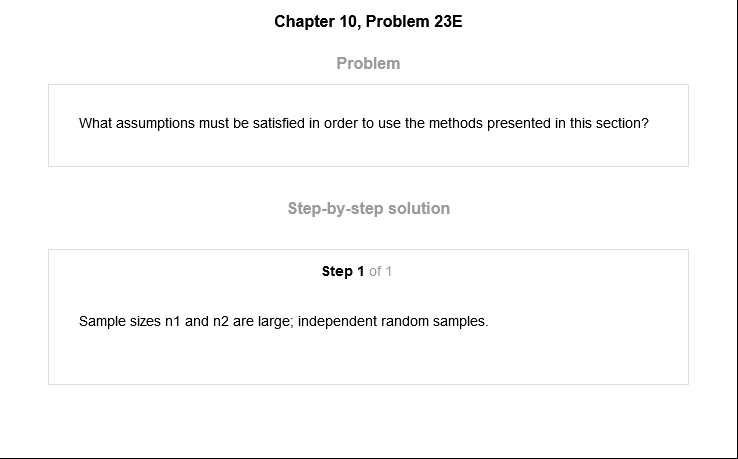 Chapter 10, Problem 23E
Problem
What assumptions must be satisfied in order to use the methods presented in this section?
Step-by-step solution
Step 1 of 1
Sample sizes n1 and n2 are large; independent random samples.